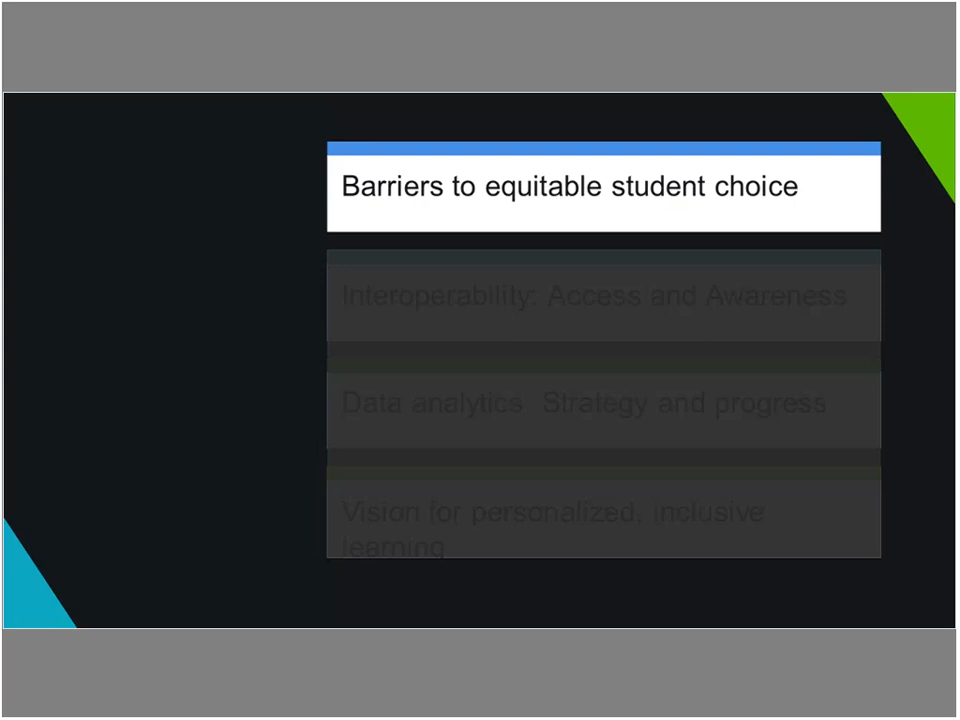 Barriers to equitable student choice
Interoperability: Access and Awareness
Data analytics Strategy and progress
Vision for personalized, inclusive
learning